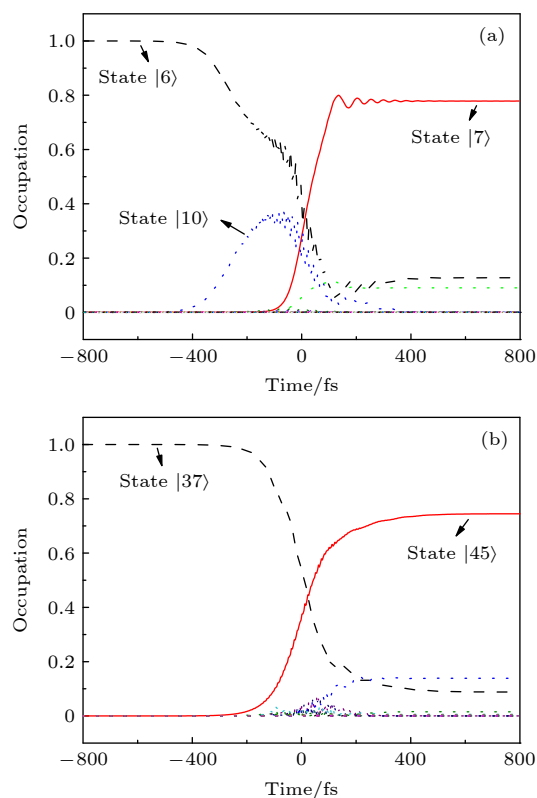 (a)
1.0
State |6⟩
0.8
State |7⟩
0.6
Occupation
0.4
State |10⟩
0.2
0
−800 −400 0 400 800
Time/fs
(b)
1.0
State |37⟩
0.8
State |45⟩
0.6
Occupation
0.4
0.2
0
−800 −400 0 400 800
Time/fs